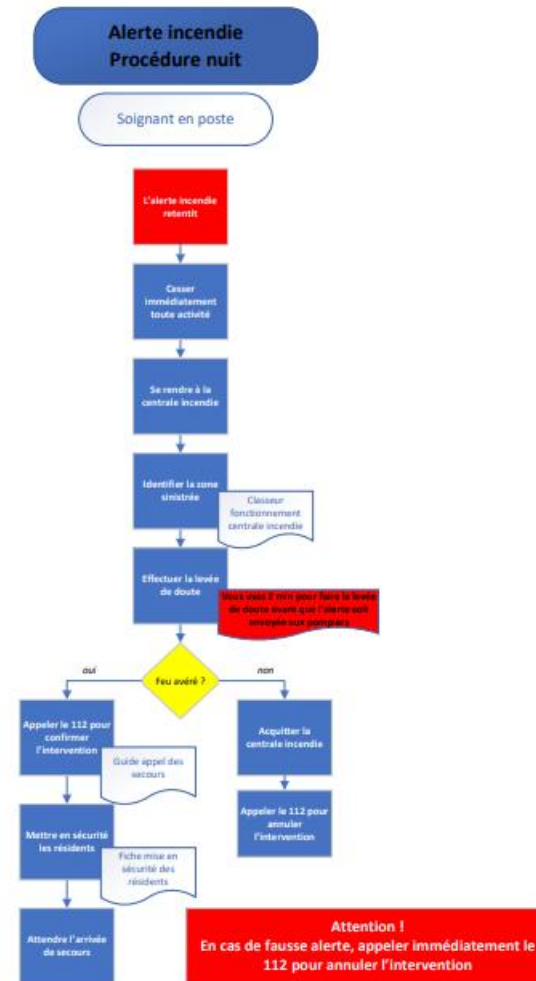 Alerte incendie
Procédure nuit
Soignant en poste
L'alerte incendie
retentit
Cesser
immédiatement
toute activité
Se rendre à la
centrale incendie
Identifier la zone
sinistrée
Classeur
fonctionnement
centrale incendie
Effectuer la levée
de doute
2 min pour faire la levée
de doute avant que l'alerte soit
envoyée aux pompiers
Feu avéré ?
oui
non
Appeler le 112 pour
confirmer
l'intervention
Guide appel des
secours
Mettre en sécurité
les résidents
Fiche mise en
sécurité des
résidents
Attendre l'arrivée
de secours
Acquitter la
centrale incendie
Appeler le 112 pour
annuler
l'intervention
Attention !
En cas de fausse alerte, appeler immédiatement le
112 pour annuler l'intervention